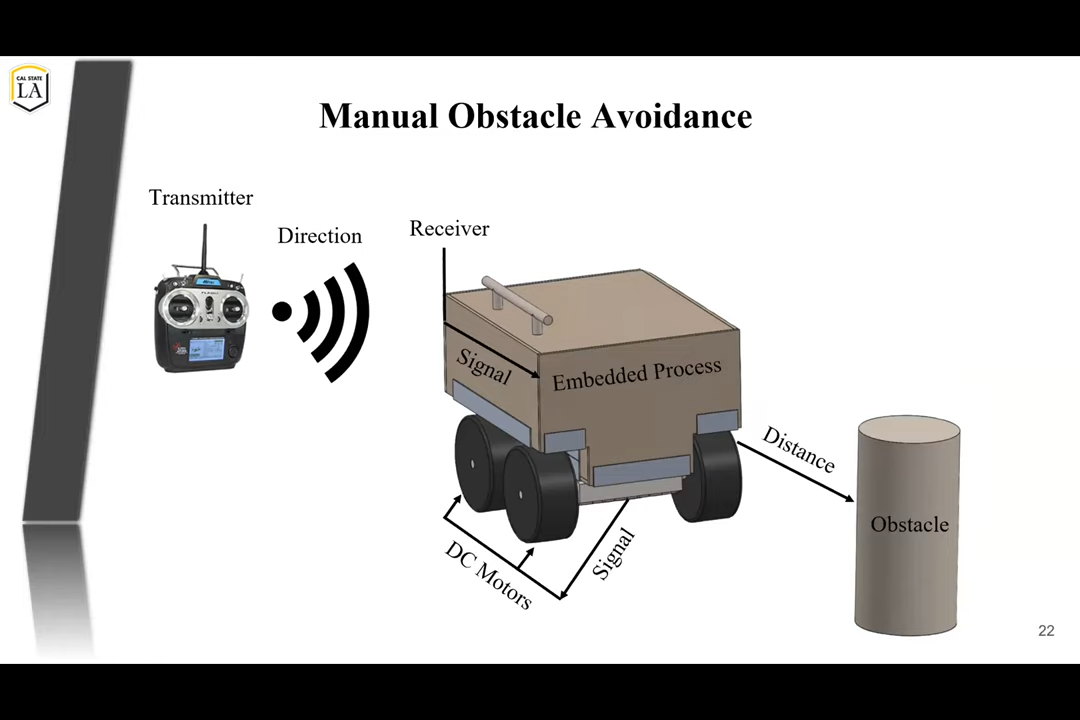 CAL STATE
LA
Manual Obstacle Avoidance
Transmitter
Direction
Receiver
Signal
Embedded Process
Distance
Obstacle
Signal
DC Motors
22